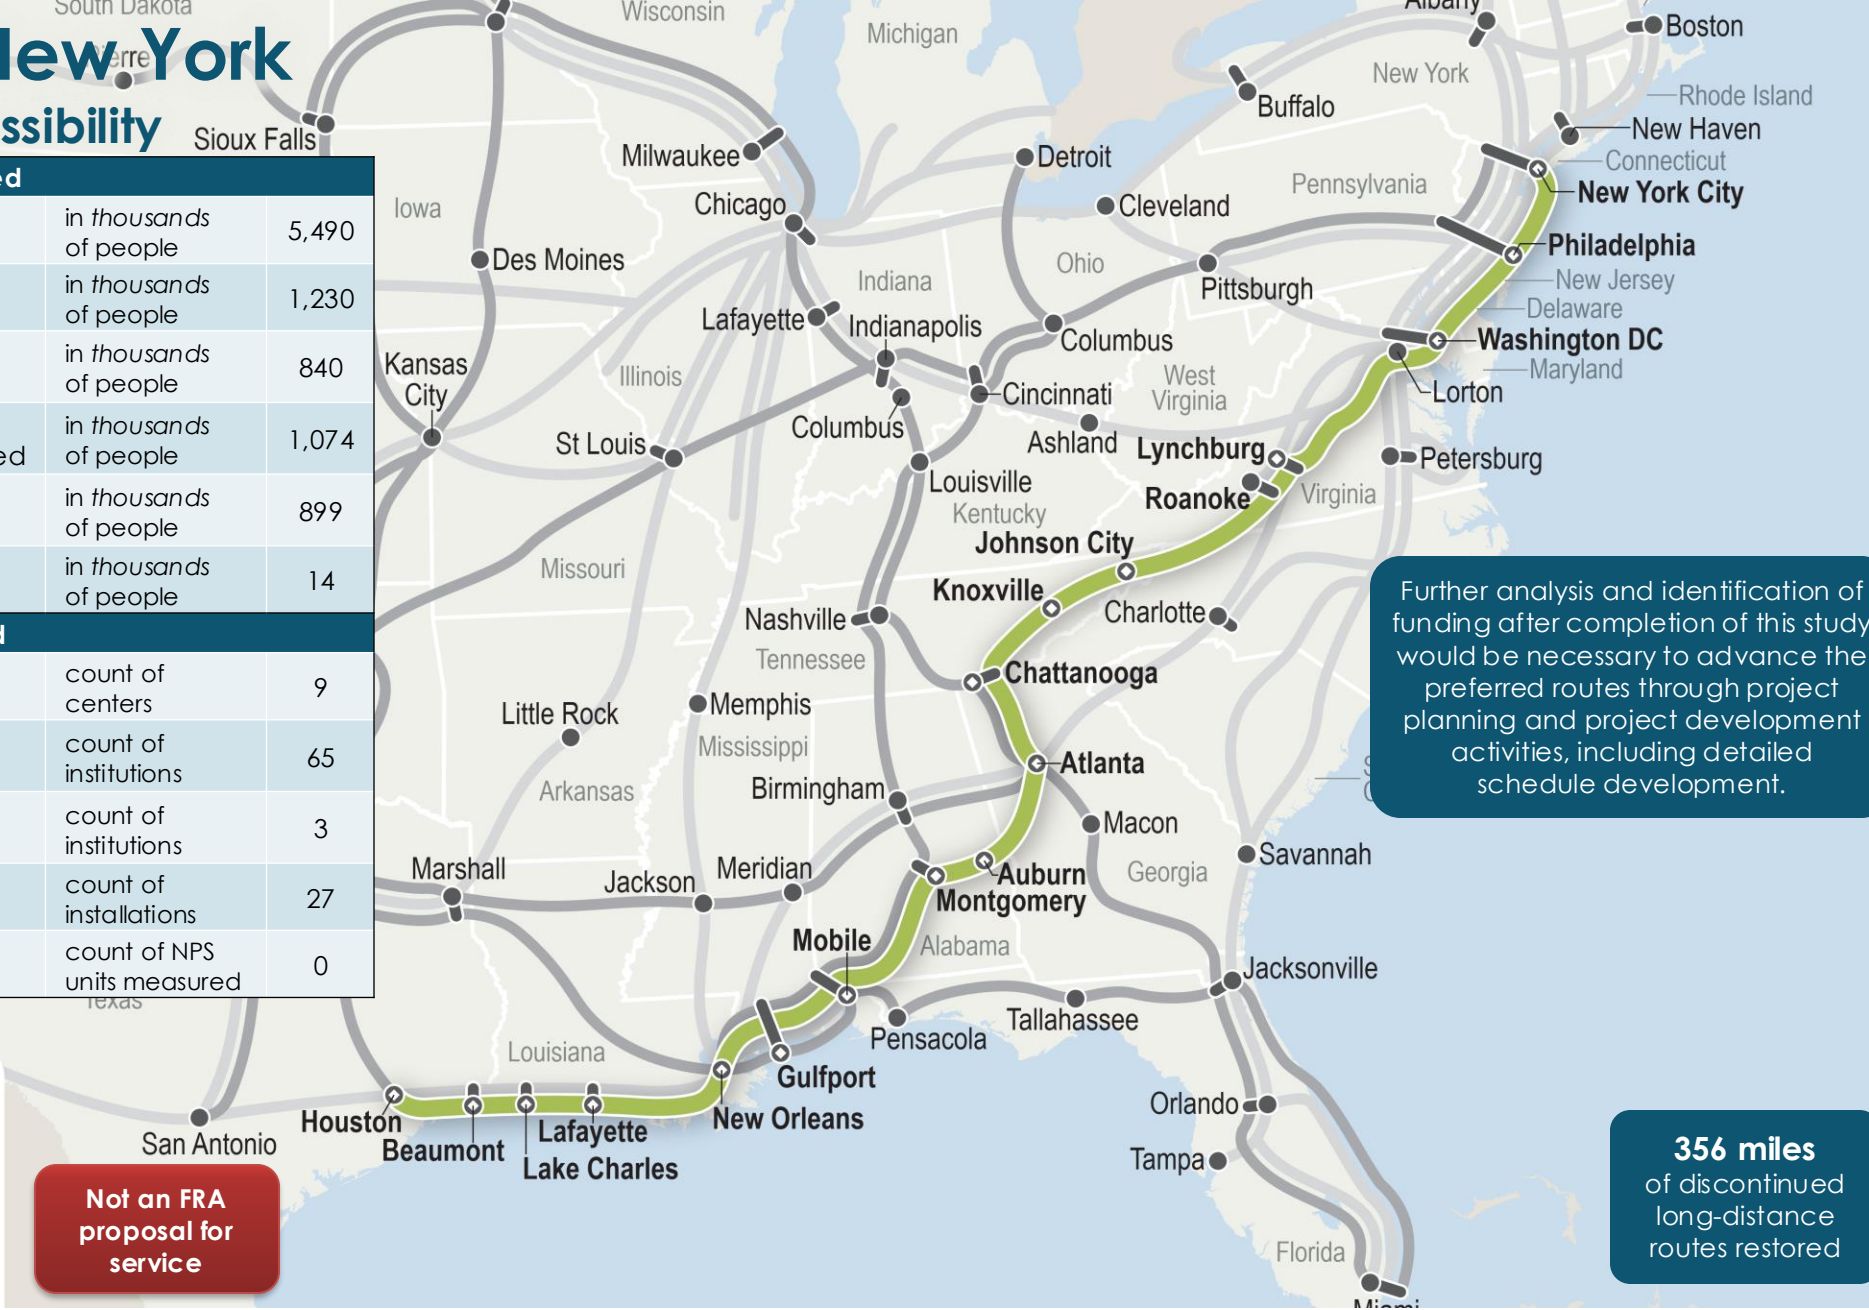 South Dakota
Wisconsin
Michigan
Albany
Boston
New York
Pierre
ssibility
Sioux Falls
Milwaukee
Chicago
Detroit
Buffalo
New York
Rhode Island
New Haven
Connecticut
New York City
Pennsylvania
Cleveland
Philadelphia
New Jersey
Delaware
Washington DC
Maryland
Lorton
Iowa
Des Moines
Indiana
Ohio
Pittsburgh
Lafayette
Indianapolis
Columbus
Kansas
City
Illinois
Cincinnati
West
Virginia
St Louis
Columbus
Ashland
Lynchburg
Petersburg
Louisville
Roanoke
Virginia
Kentucky
Johnson City
Missouri
Knoxville
Charlotte
Nashville
Tennessee
Chattanooga
Little Rock
Memphis
Mississippi
Atlanta
Arkansas
Birmingham
Macon
Marshall
Jackson
Meridian
Auburn
Georgia
Savannah
Montgomery
Mobile
Alabama
Jacksonville
Texas
Pensacola
Tallahassee
Louisiana
Gulfport
Houston
New Orleans
Orlando
San Antonio
Beaumont
Lafayette
Lake Charles
Tampa
Florida
Miami
ed
in thousands
of people
5,490
in thousands
of people
1,230
in thousands
of people
840
ed
in thousands
of people
1,074
in thousands
of people
899
in thousands
of people
14
d
count of
centers
9
count of
institutions
65
count of
institutions
3
count of
installations
27
count of NPS
units measured
0
Further analysis and identification of
funding after completion of this study
would be necessary to advance the
preferred routes through project
planning and project development
activities, including detailed
schedule development.
Not an FRA
proposal for
service
356 miles
of discontinued
long-distance
routes restored